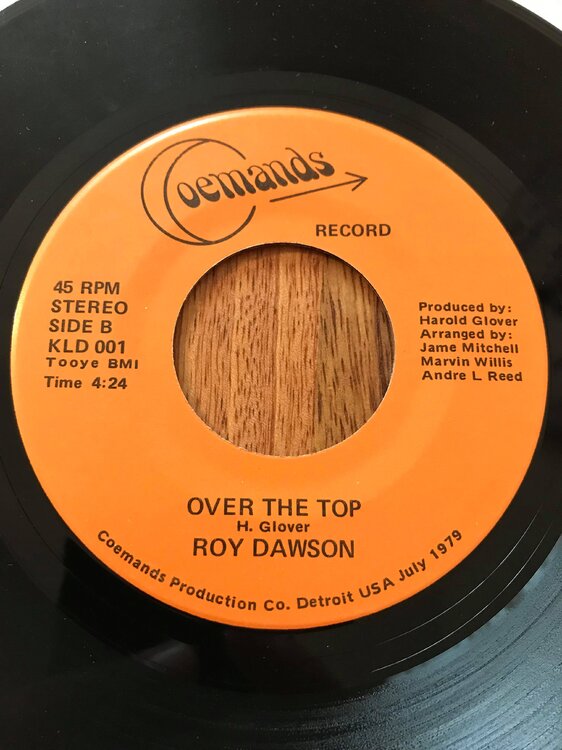 Coemands
RECORD
45 RPM
STEREO
SIDE B
KLD 001
Tooye BMI
Time 4:24
Produced by:
Harold Glover
Arranged by:
Jame Mitchell
Marvin Willis
Andre L Reed
OVER THE TOP
H. Glover
ROY DAWSON
Coemands Production Co. Detroit USA July 1979